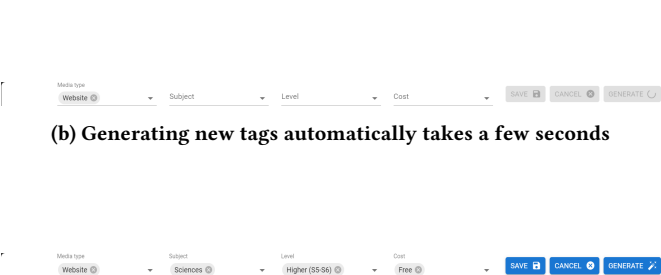 Media type
Website Subject Level Cost SAVE CANCEL GENERATE
(b) Generating new tags automatically takes a few seconds
Media type Subject Level Cost
Website Sciences Higher (S5-S6) Free SAVE CANCEL GENERATE